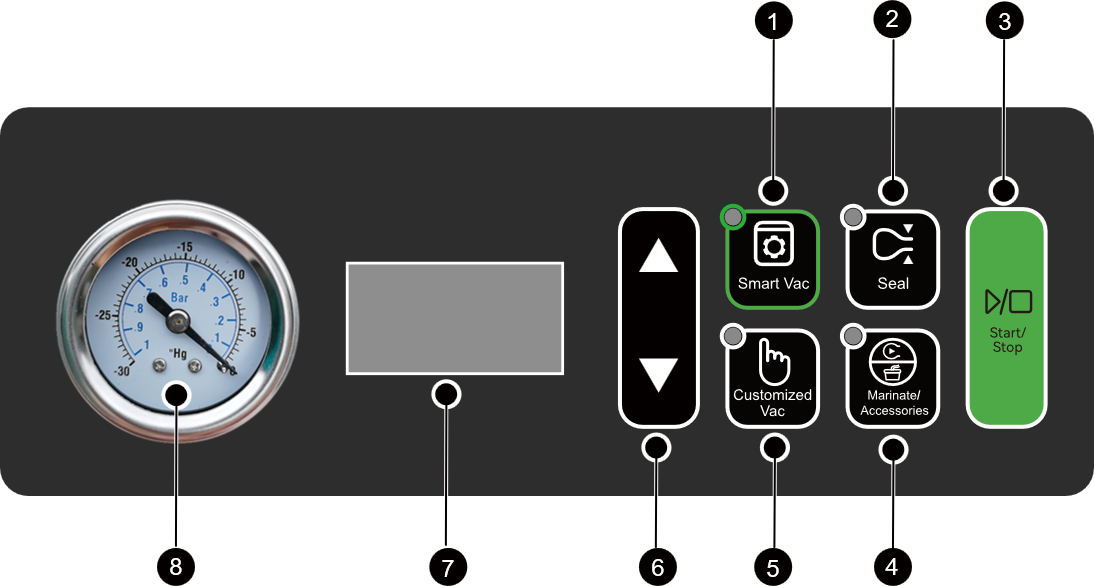 1
2
3
-15
-20
-10
.6
.5
.4
.7
Bar
.3
-25
.8
.2
-5
.9
.1
1
"Hg
-30
0
Smart Vac
Seal
Start/
Stop
Customized
Vac
Marinate/
Accessories
8
7
6
5
4